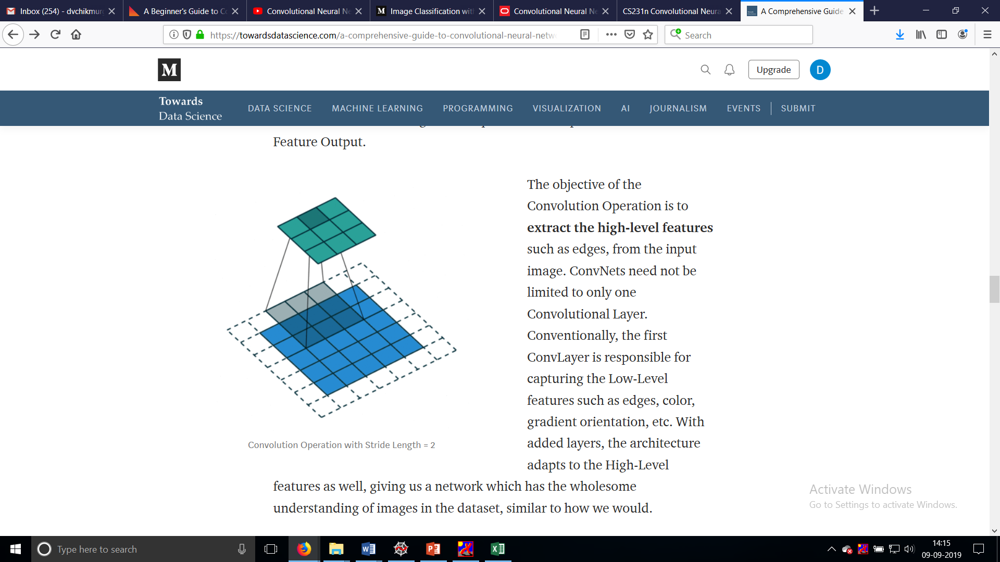 Inbox (254) - dvchikmur
A Beginner's Guide to Co
Convolutional Neural Ne
M Image Classification wit
Convolutional Neural Ne
CS231n Convolutional Neura
A Comprehensive Guide
https://towardsdatascience.com/a-comprehensive-guide-to-convolutional-neural-netw
Search
M
Upgrade
D
Towards
Data Science
DATA SCIENCE MACHINE LEARNING PROGRAMMING VISUALIZATION AI JOURNALISM EVENTS SUBMIT
Feature Output.
The objective of the
Convolution Operation is to
extract the high-level features
such as edges, from the input
image. ConvNets need not be
limited to only one
Convolutional Layer.
Conventionally, the first
ConvLayer is responsible for
capturing the Low-Level
features such as edges, color,
gradient orientation, etc. With
added layers, the architecture
adapts to the High-Level
Convolution Operation with Stride Length = 2
features as well, giving us a network which has the wholesome
understanding of images in the dataset, similar to how we would.
Activate Windows
Go to Settings to activate Windows.
Type here to search
14:15
09-09-2019